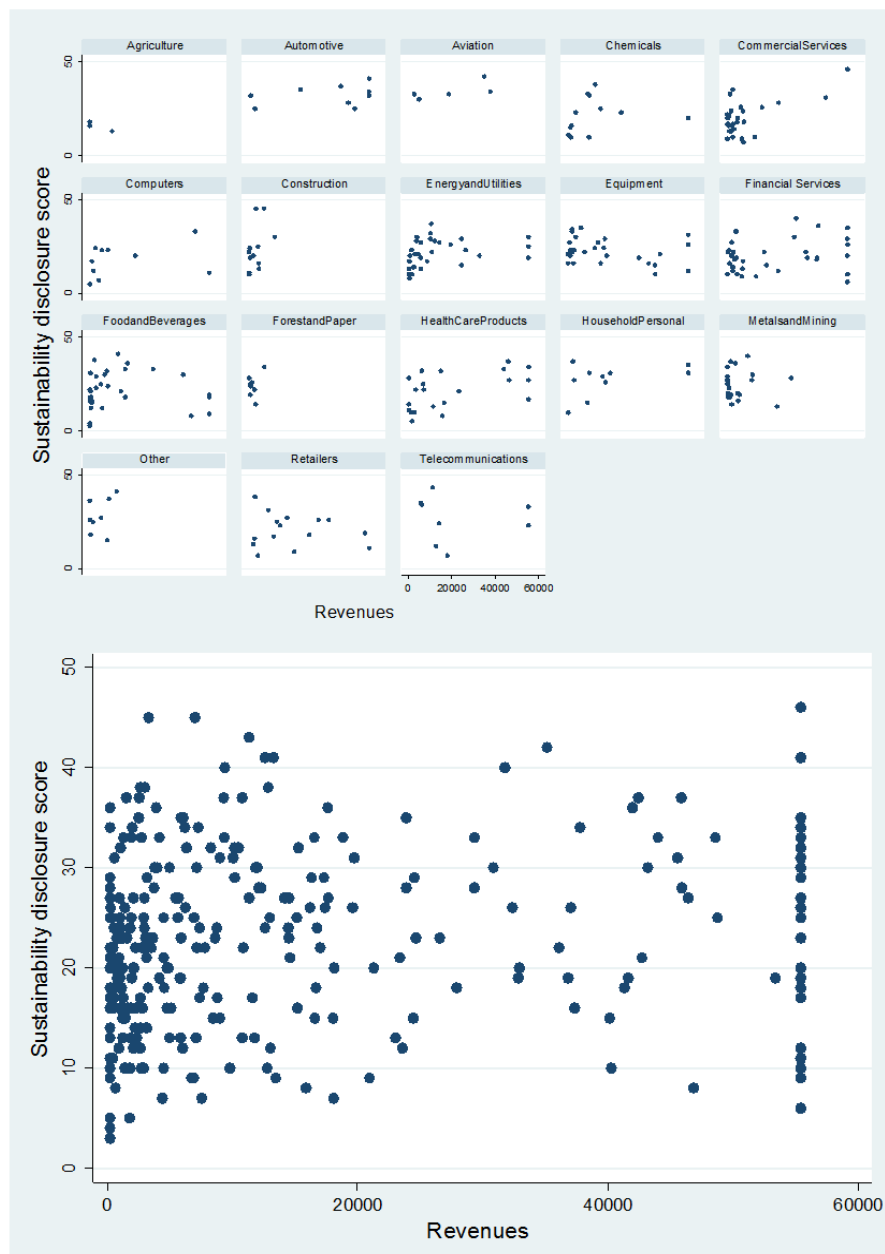 Agriculture
Automotive
Aviation
Chemicals
CommercialServices
50
0
Computers
Construction
EnergyandUtilities
Equipment
Financial Services
50
0
FoodandBeverages
ForestandPaper
HealthCareProducts
HouseholdPersonal
MetalsandMining
50
0
Other
Retailers
Telecommunications
50
0
0 20000 40000 60000
Sustainability disclosure score
Revenues
50
40
30
20
10
0
Sustainability disclosure score
0 20000 40000 60000
Revenues